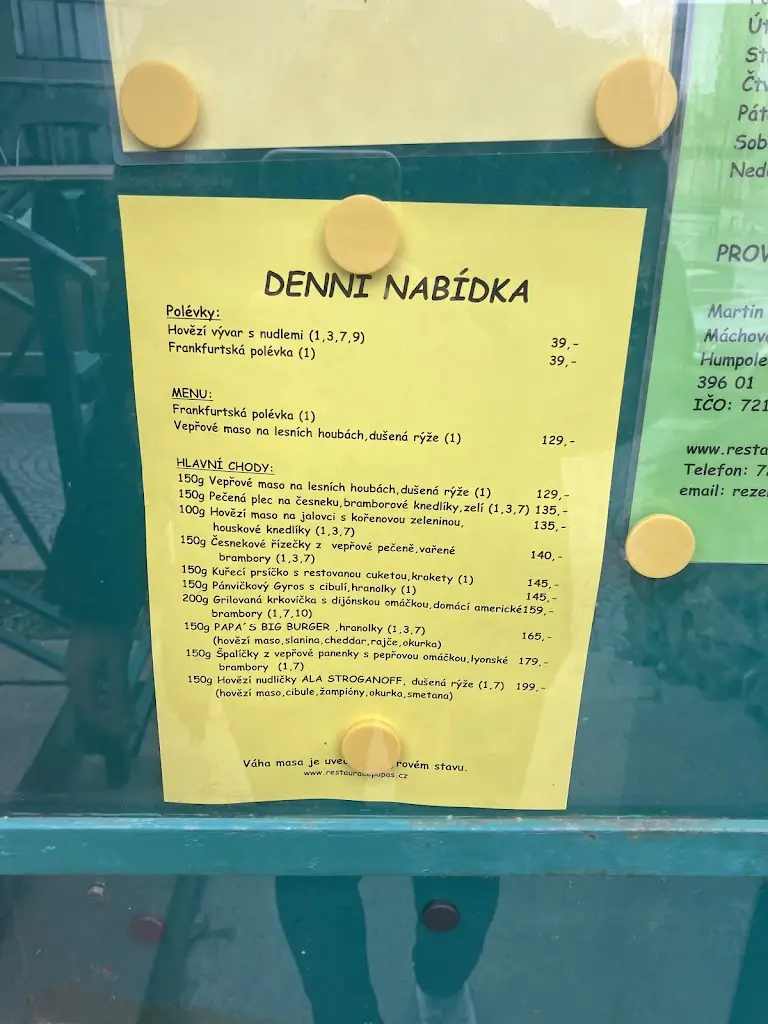 DENNÍ NABÍDKA
Polévky:
Hovězí vývar s nudlemi (1,3,7,9) 39,-
Frankfurtská polévka (1) 39,-
MENU:
Frankfurtská polévka (1)
Vepřové maso na lesních houbách,dušená rýže (1) 129,-
HLAVNÍ CHODY:
150g Vepřové maso na lesních houbách,dušená rýže (1) 129,-
150g Pečená plec na česneku,bramborové knedlíky,zelí (1,3,7) 135,-
100g Hovězí maso na jalovci s kořenovou zeleninou, 135,-
houskové knedlíky (1,3,7)
150g Česnekové řízečky z vepřové pečeně,vařené 140,-
brambory (1,3,7)
150g Kuřecí prsíčko s restovanou cuketou,krokety (1) 145,-
150g Pánvičkový Gyros s cibulí,hranolky (1) 145,-
200g Grilovaná krkovička s dijónskou omáčkou,domácí americké159,-
brambory (1,7,10)
150g PAPA´S BIG BURGER ,hranolky (1,3,7) 165,-
(hovězí maso,slanina,cheddar,rajče,okurka)
150g Špalíčky z vepřové panenky s pepřovou omáčkou,lyonské 179,-
brambory (1,7)
150g Hovězí nudličky ALA STROGANOFF, dušená rýže (1,7) 199,-
(hovězí maso,cibule,žampióny,okurka,smetana)
Váha masa je stavu.
www.restauracepapas.cz
Martin
396 01
IČO: 721
Telefon: 7
email: